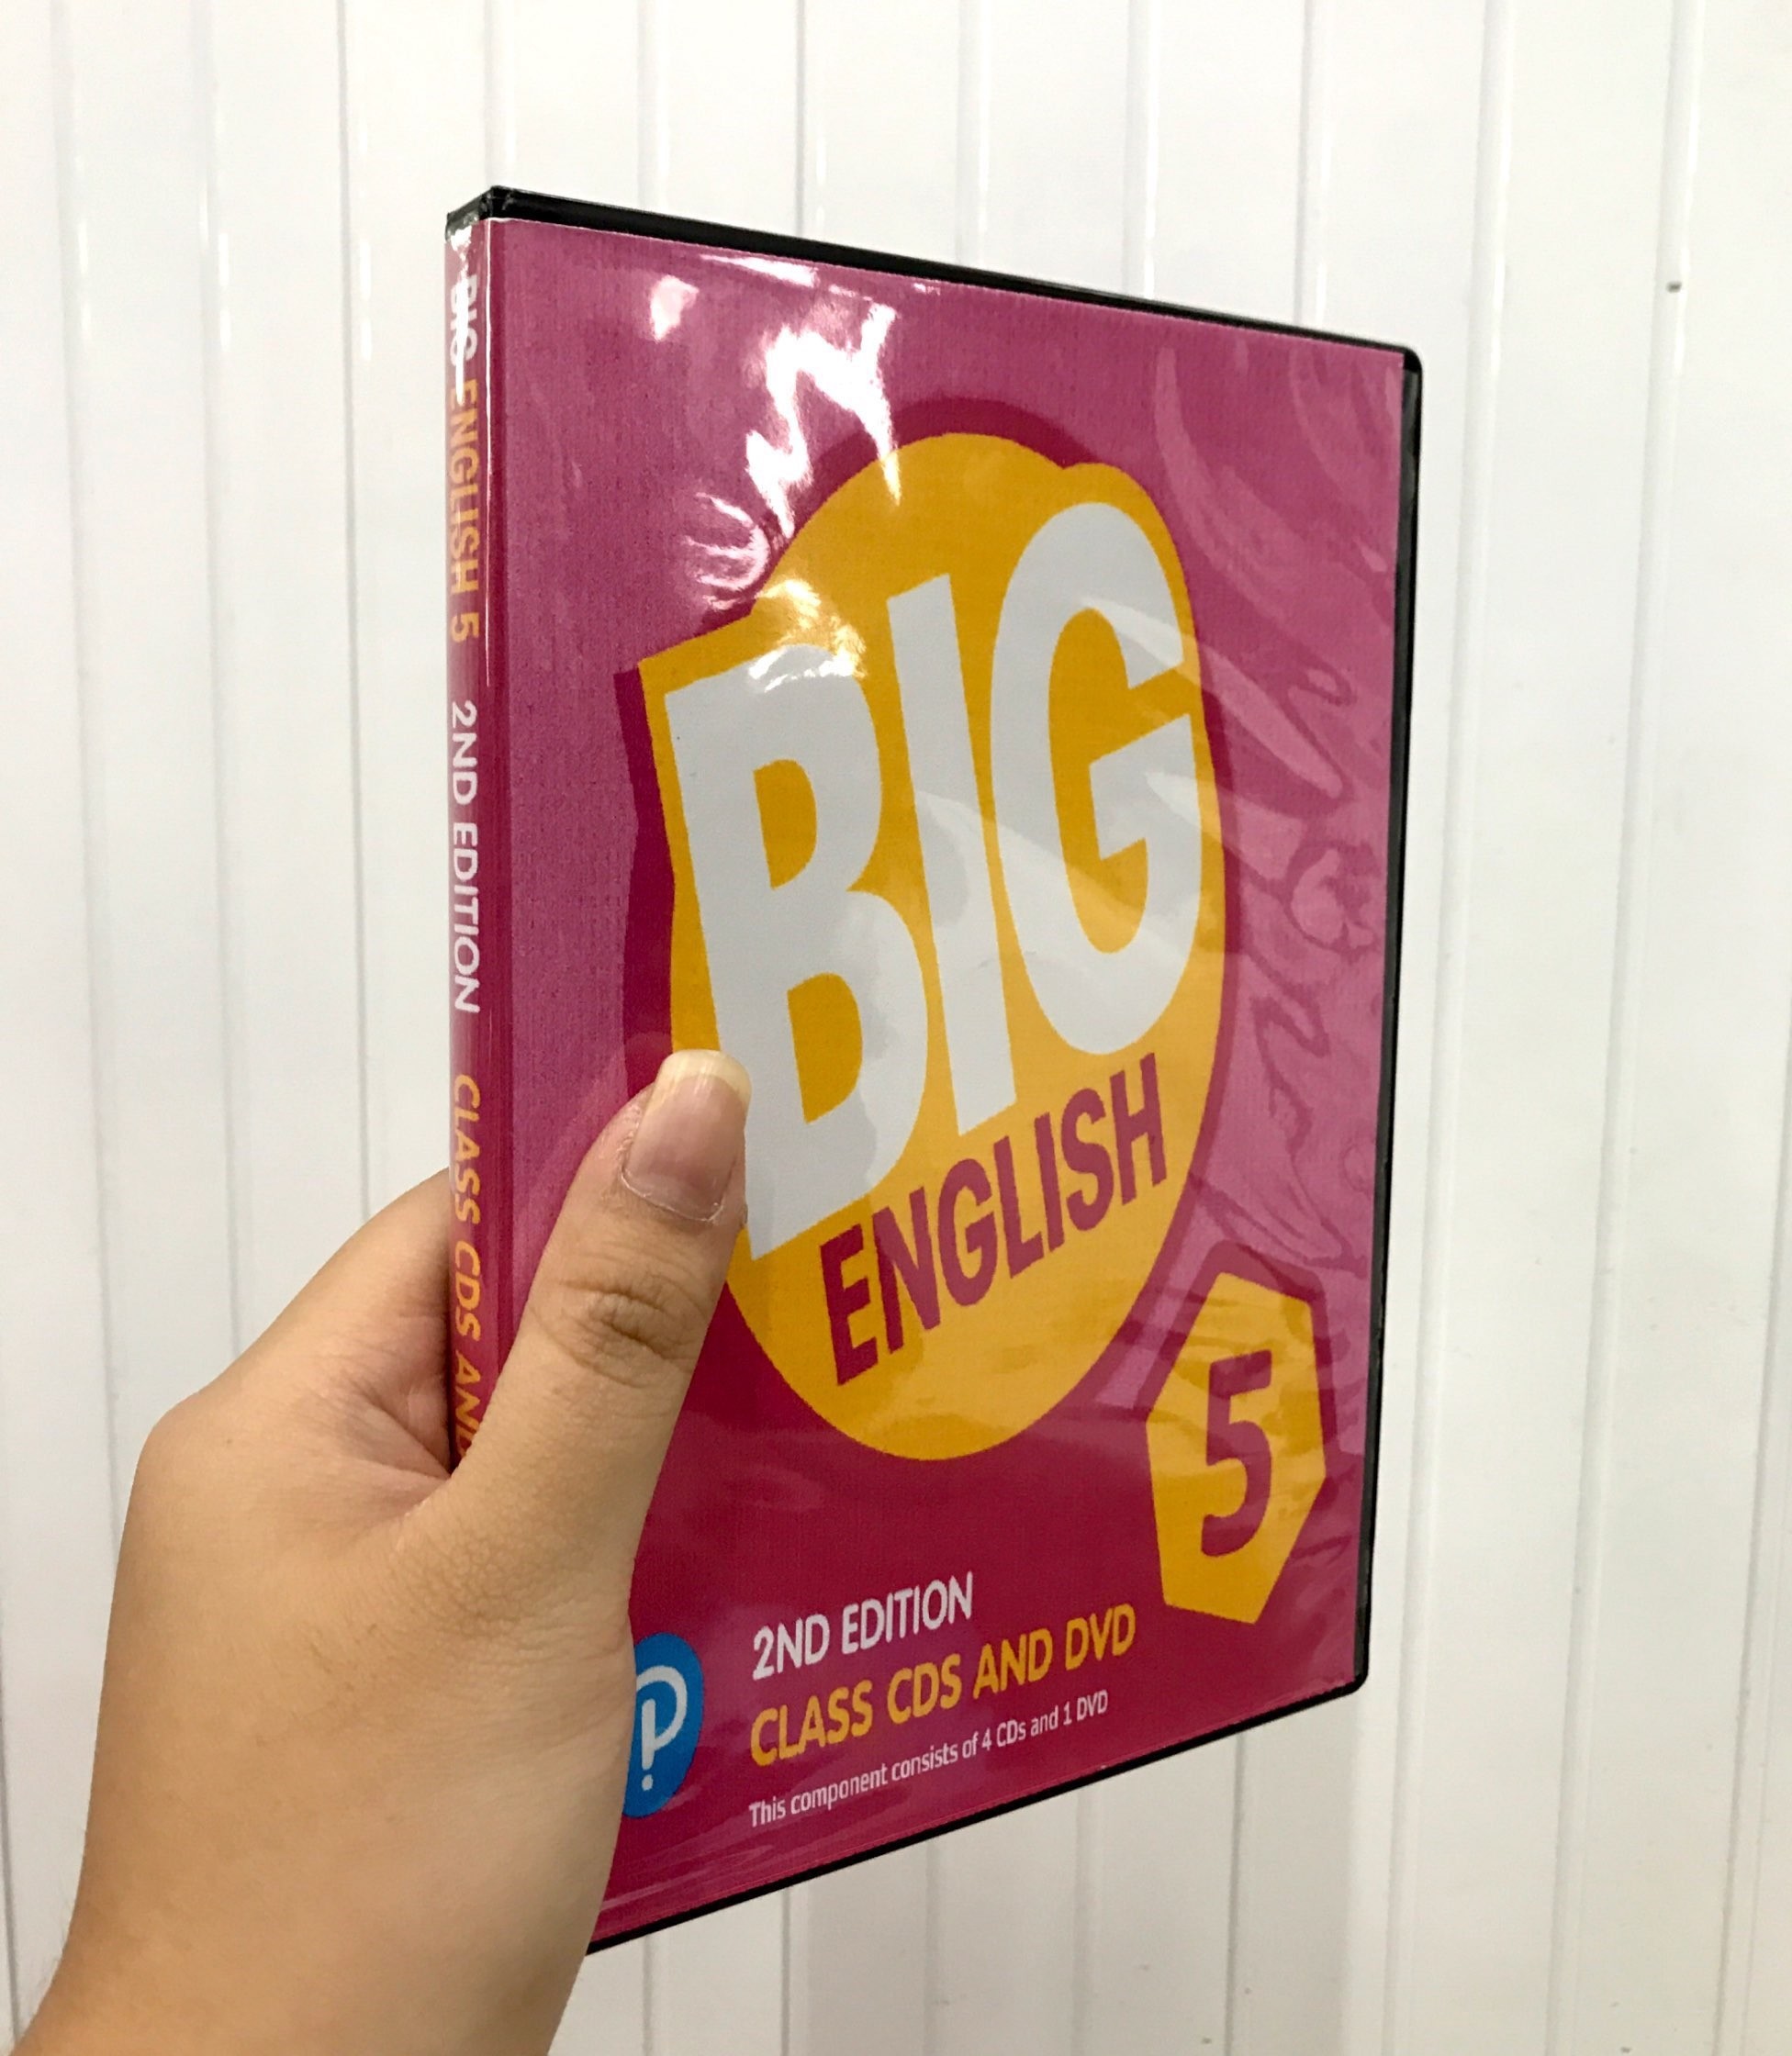 BIG ENGLISH 5 2ND EDITION CLASS CDS AND
BIG
ENGLISH
5
2ND EDITION
CLASS CDS AND DVD
This component consists of 4 CDs and 1 DVD